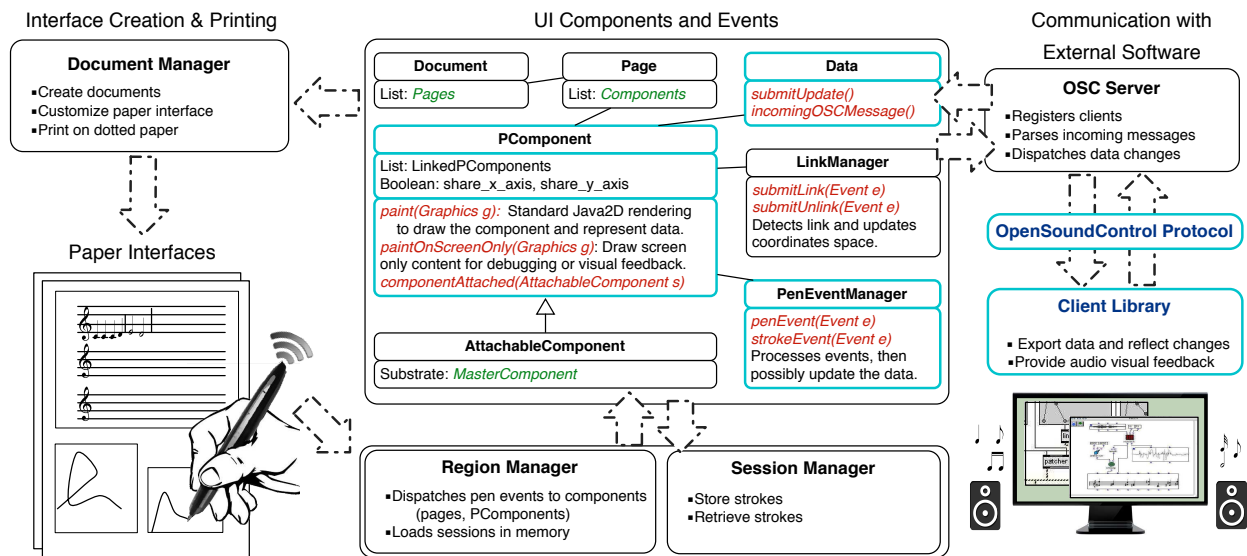 Interface Creation & Printing
Document Manager
▪Create documents
▪Customize paper interface
▪Print on dotted paper
Paper Interfaces
UI Components and Events
Document
List: Pages
Page
List: Components
Data
submitUpdate()
incomingOSCMessage()
PComponent
List: LinkedPComponents
Boolean: share_x_axis, share_y_axis
paint(Graphics g): Standard Java2D rendering
to draw the component and represent data.
paintOnScreenOnly(Graphics g): Draw screen
only content for debugging or visual feedback.
componentAttached(AttachableComponent s)
LinkManager
submitLink(Event e)
submitUnlink(Event e)
Detects link and updates
coordinates space.
PenEventManager
penEvent(Event e)
strokeEvent(Event e)
Processes events, then
possibly update the data.
AttachableComponent
Substrate: MasterComponent
Region Manager
▪Dispatches pen events to components
(pages, PComponents)
▪Loads sessions in memory
Session Manager
▪Store strokes
▪Retrieve strokes
Communication with
External Software
OSC Server
▪Registers clients
▪Parses incoming messages
▪Dispatches data changes
OpenSoundControl Protocol
Client Library
▪ Export data and reflect changes
▪Provide audio visual feedback
patcher